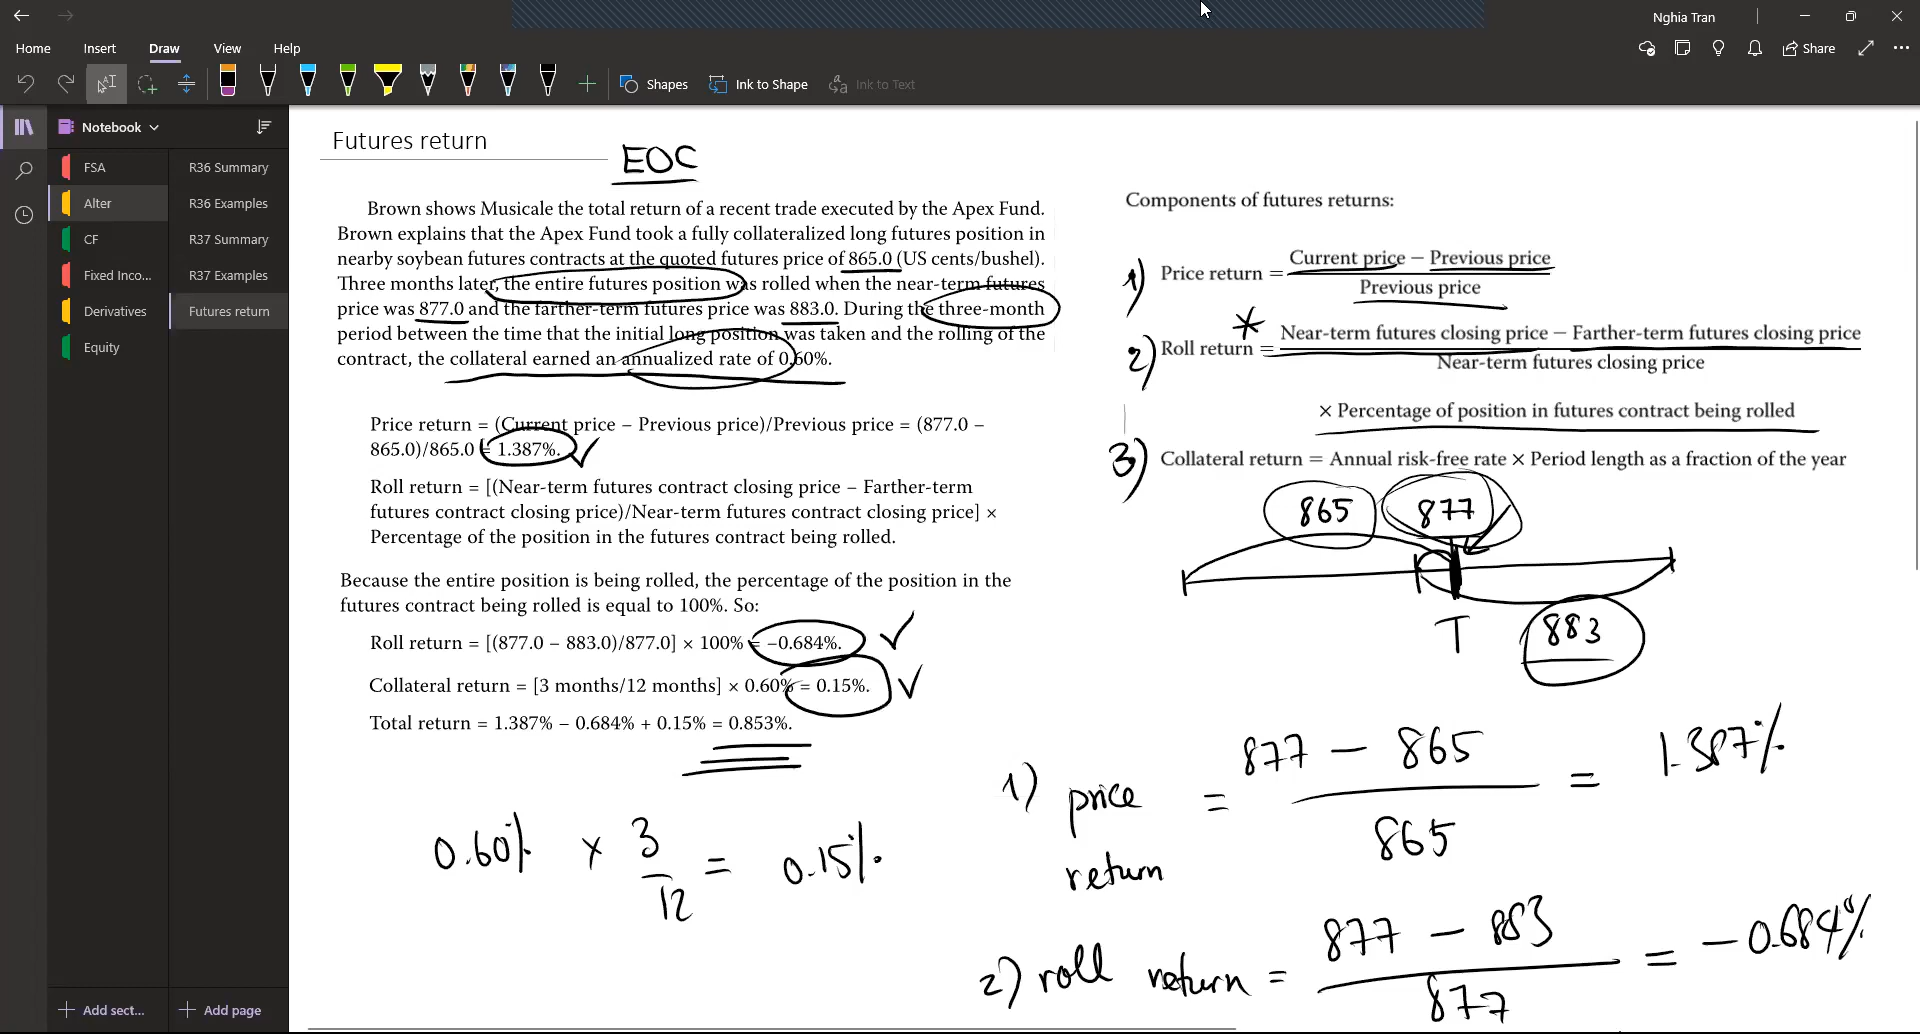 Nghia Tran
Home Insert Draw View Help
Share
Shapes Ink to Shape Ink to Text
Notebook
FSA
Alter
CF
Fixed Inco...
Derivatives
Equity
R36 Summary
R36 Examples
R37 Summary
R37 Examples
Futures return
Add sect...
Add page
Futures return
EOC
Brown shows Musicale the total return of a recent trade executed by the Apex Fund.
Brown explains that the Apex Fund took a fully collateralized long futures position in
nearby soybean futures contracts at the quoted futures price of 865.0 (US cents/bushel).
Three months later, the entire futures position was rolled when the near-term futures
price was 877.0 and the farther-term futures price was 883.0. During the three-month
period between the time that the initial long position was taken and the rolling of the
contract, the collateral earned an annualized rate of 0.60%.
Price return = (Current price – Previous price)/Previous price = (877.0 –
865.0)/865.0 = 1.387%.
Roll return = [(Near-term futures contract closing price – Farther-term
futures contract closing price)/Near-term futures contract closing price] ×
Percentage of the position in the futures contract being rolled.
Because the entire position is being rolled, the percentage of the position in the
futures contract being rolled is equal to 100%. So:
Roll return = [(877.0 – 883.0)/877.0] × 100% = –0.684%.
Collateral return = [3 months/12 months] × 0.60% = 0.15%.
Total return = 1.387% – 0.684% + 0.15% = 0.853%.
0.60% × 3 = 0.15%
12
Components of futures returns:
Current price – Previous price
1) Price return =
Previous price
Near-term futures closing price – Farther-term futures closing price
2) Roll return =
Near-term futures closing price
× Percentage of position in futures contract being rolled
3) Collateral return = Annual risk-free rate × Period length as a fraction of the year
865 877
T 883
877 – 865
1) price = = 1.387%
865
return
877 – 883
2) roll return = = – 0.684%
877